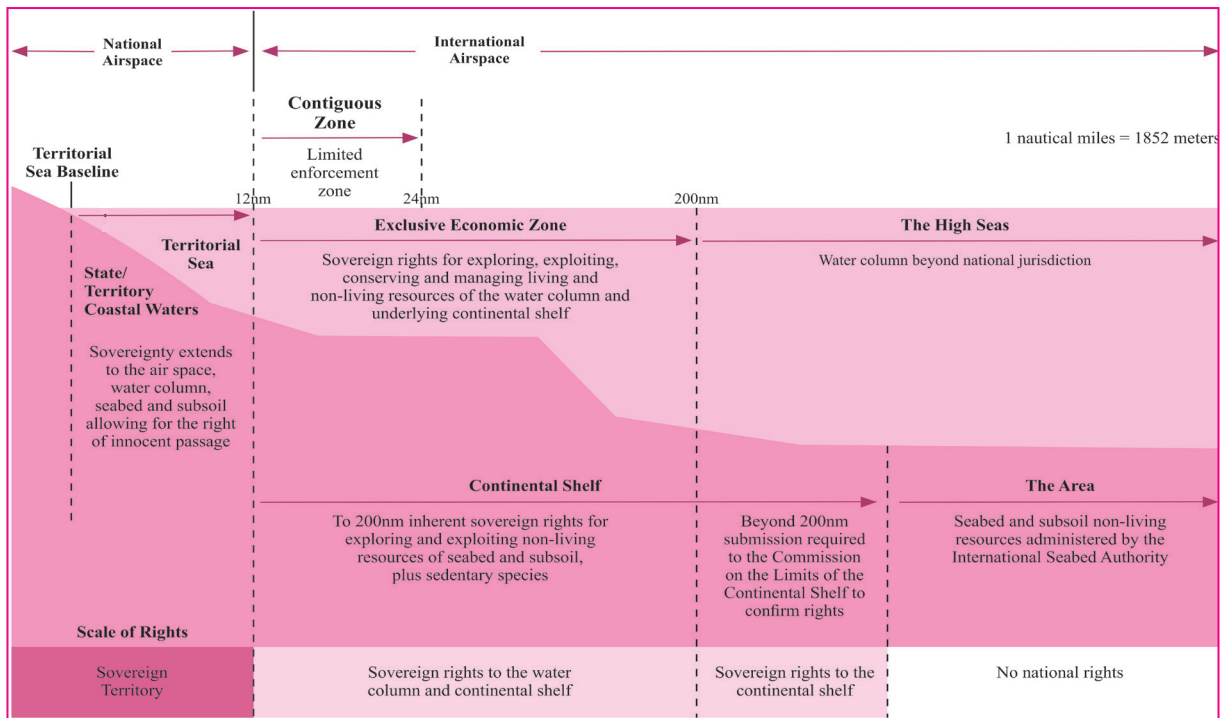 National
Airspace
International
Airspace
Contiguous
Zone
Limited
enforcement
zone
1 nautical miles = 1852 meters
Territorial
Sea Baseline
12nm
24nm
200nm
Territorial
Sea
Exclusive Economic Zone
Sovereign rights for exploring, exploiting,
conserving and managing living and
non-living resources of the water column and
underlying continental shelf
The High Seas
Water column beyond national jurisdiction
State/
Territory
Coastal Waters
Sovereignty extends
to the air space,
water column,
seabed and subsoil
allowing for the right
of innocent passage
Continental Shelf
To 200nm inherent sovereign rights for
exploring and exploiting non-living
resources of seabed and subsoil,
plus sedentary species
Beyond 200nm
submission required
to the Commission
on the Limits of the
Continental Shelf to
confirm rights
The Area
Seabed and subsoil non-living
resources administered by the
International Seabed Authority
Scale of Rights
Sovereign
Territory
Sovereign rights to the water
column and continental shelf
Sovereign rights to the
continental shelf
No national rights